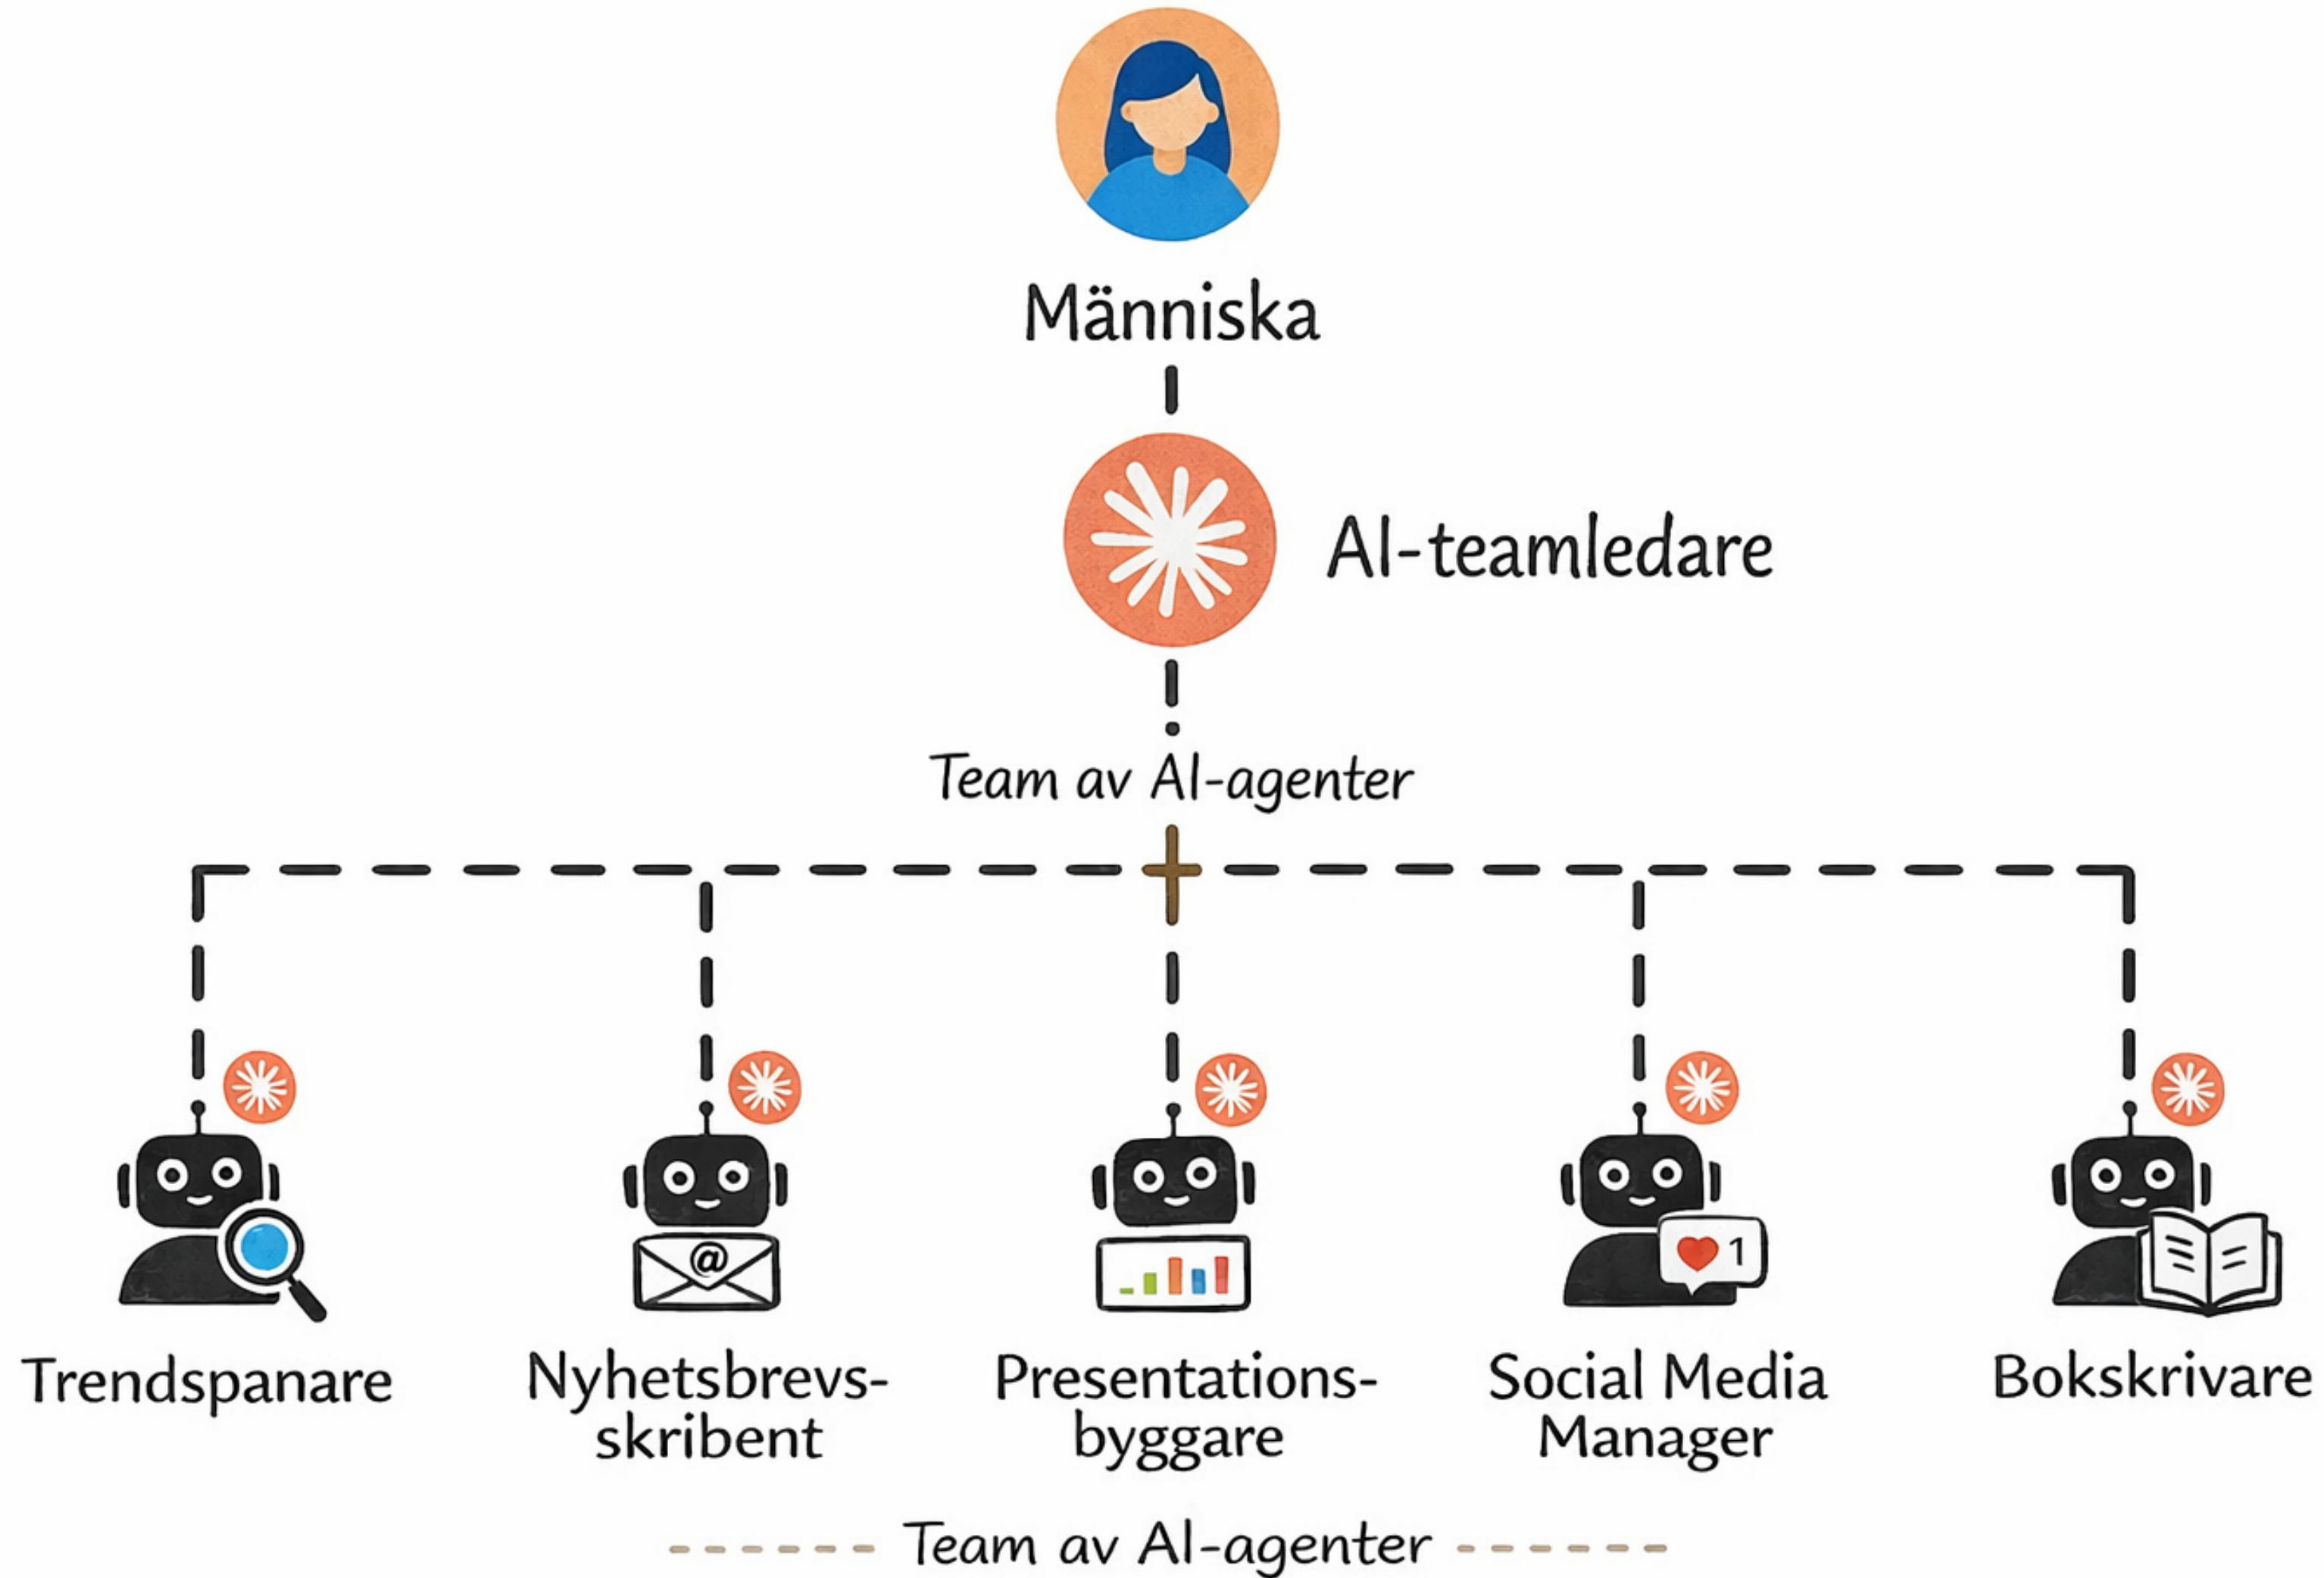 Människa
AI-teamledare
Team av AI-agenter
@
1
Trendspanare
Nyhetsbrevs-
skribent
Presentations-
byggare
Social Media
Manager
Bokskrivare
Team av AI-agenter